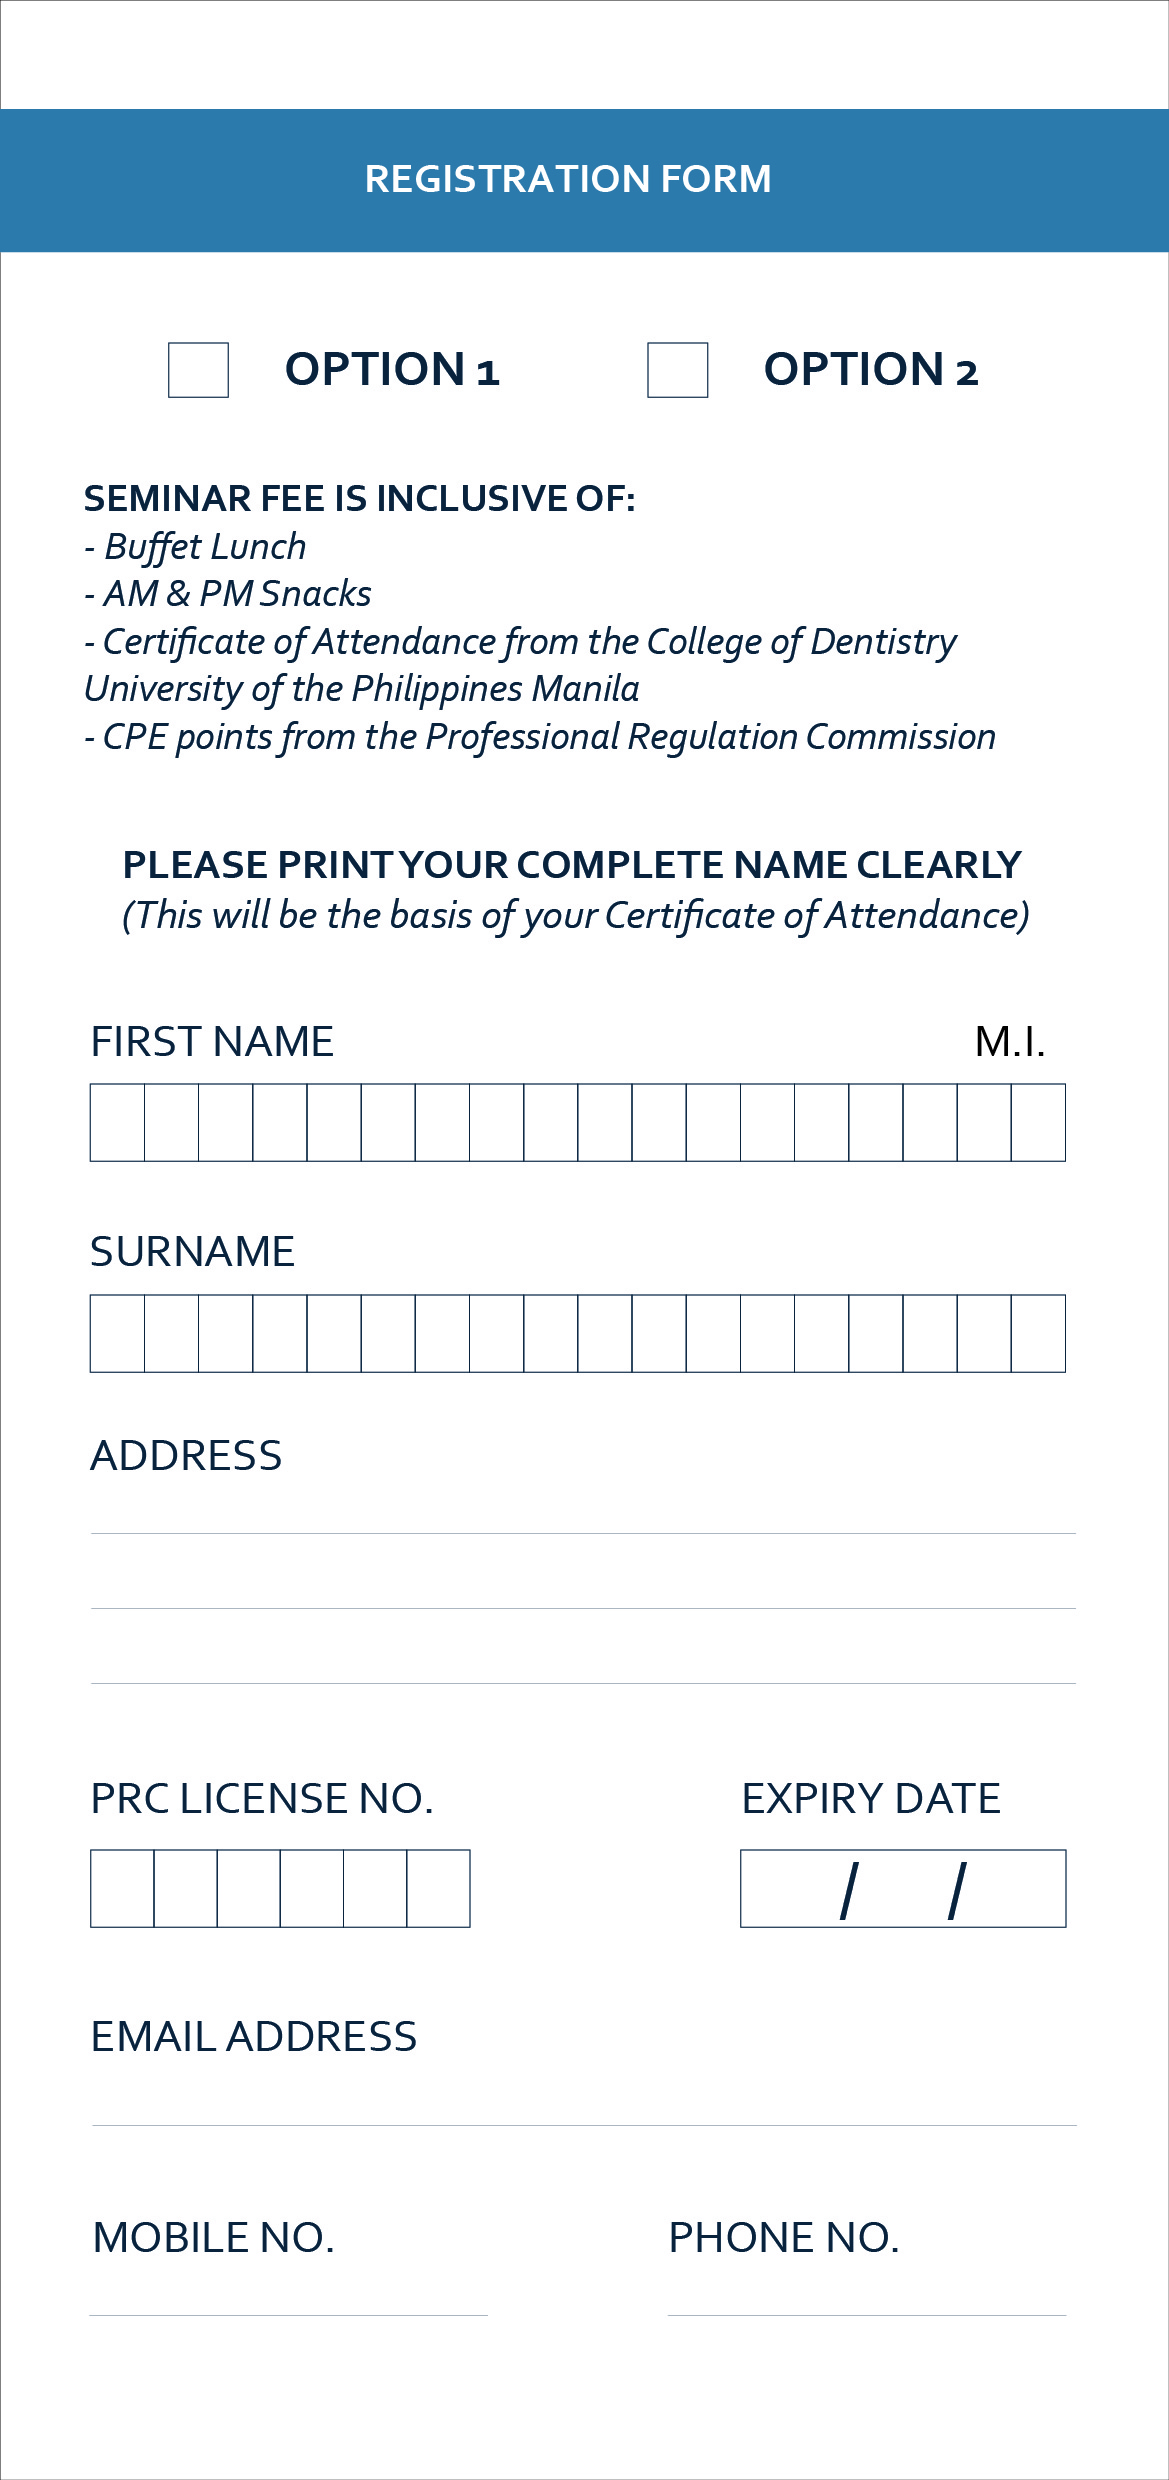 REGISTRATION FORM
OPTION 1 OPTION 2
SEMINAR FEE IS INCLUSIVE OF:
- Buffet Lunch
- AM & PM Snacks
- Certificate of Attendance from the College of Dentistry
University of the Philippines Manila
- CPE points from the Professional Regulation Commission
PLEASE PRINT YOUR COMPLETE NAME CLEARLY
(This will be the basis of your Certificate of Attendance)
FIRST NAME M.I.
SURNAME
ADDRESS
PRC LICENSE NO. EXPIRY DATE
/ /
EMAIL ADDRESS
MOBILE NO. PHONE NO.